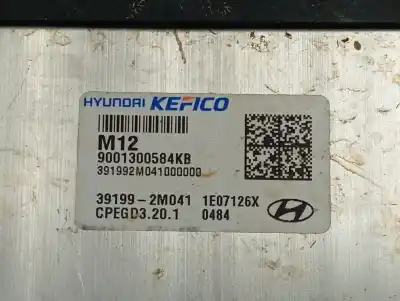 HYUNDAI KEFICO
M12
9001300584KB
391992M041000000
39199-2M041 1E07126X
CPEGD3.20.1 0484